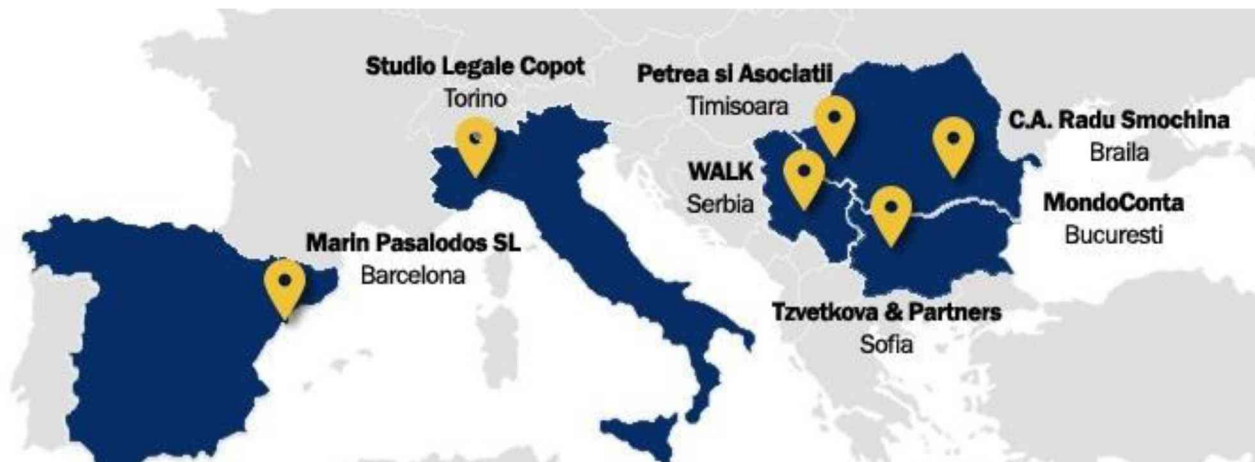 Studio Legale Copot
Torino
Petrea si Asociatii
Timisoara
C.A. Radu Smochina
Braila
WALK
Serbia
MondoConta
Bucuresti
Marin Pasalodos SL
Barcelona
Tzvetkova & Partners
Sofia